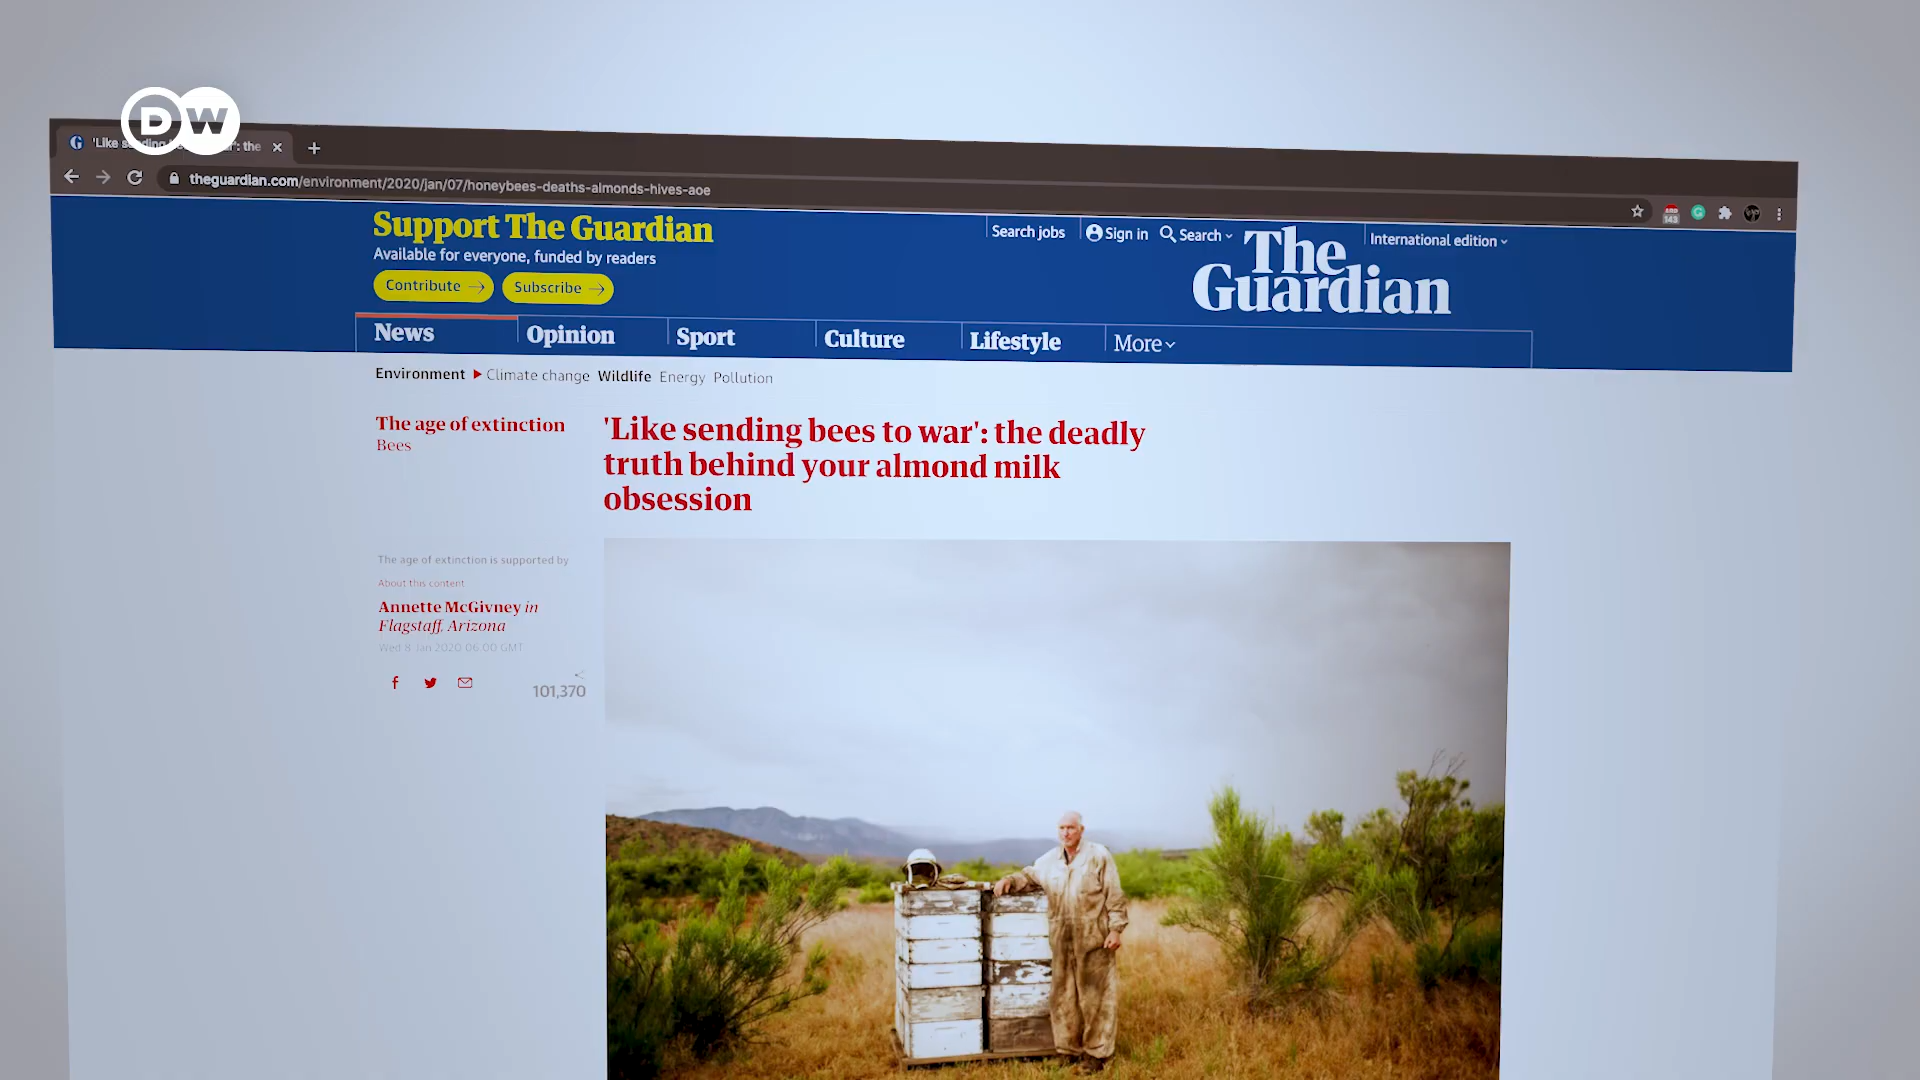 DW
'Like sending
': the
theguardian.com/environment/2020/jan/07/honeybees-deaths-almonds-hives-aoe
143
Support The Guardian
Available for everyone, funded by readers
Contribute
Subscribe
Search jobs
Sign in
Search
The
Guardian
International edition
News
Opinion
Sport
Culture
Lifestyle
More
Environment Climate change Wildlife Energy Pollution
The age of extinction
Bees
'Like sending bees to war': the deadly
truth behind your almond milk
obsession
The age of extinction is supported by
About this content
Annette McGivney in
Flagstaff, Arizona
Wed 8 Jan 2020 06.00 GMT
101,370